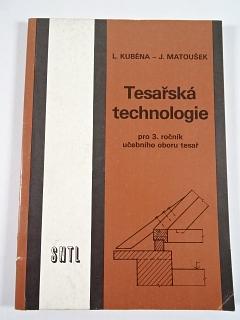 L. KUBĚNA – J. MATOUŠEK
Tesařská
technologie
pro 3. ročník
učebního oboru tesař
SNTL